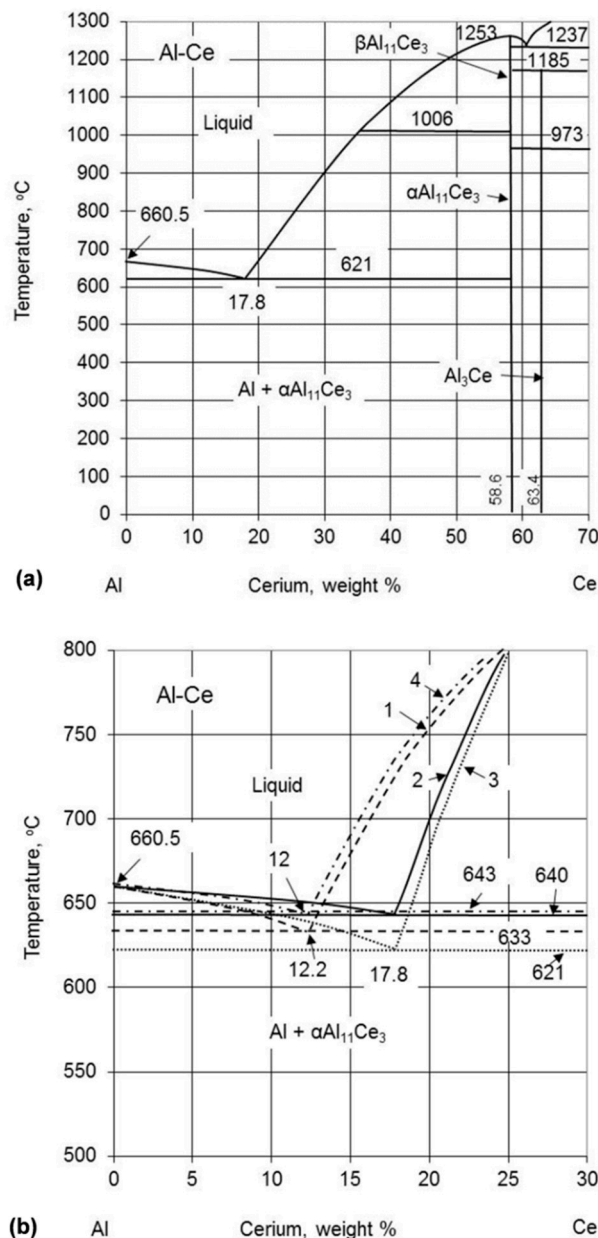 1300
1200
1100
1000
900
800
700
600
500
400
300
200
100
0
Temperature, ºC
Al-Ce
1253
1237
βAl₁₁Ce₃
1185
Liquid
1006
973
αAl₁₁Ce₃
660.5
621
17.8
Al + αAl₁₁Ce₃
Al₃Ce
58.6
63.4
0 10 20 30 40 50 60 70
(a)
Al Cerium, weight % Ce
800
750
700
650
600
550
500
Temperature, ºC
Al-Ce
4
1
2
3
Liquid
660.5
12
643
640
633
12.2
17.8
621
Al + αAl₁₁Ce₃
0 5 10 15 20 25 30
(b)
Al Cerium, weight % Ce